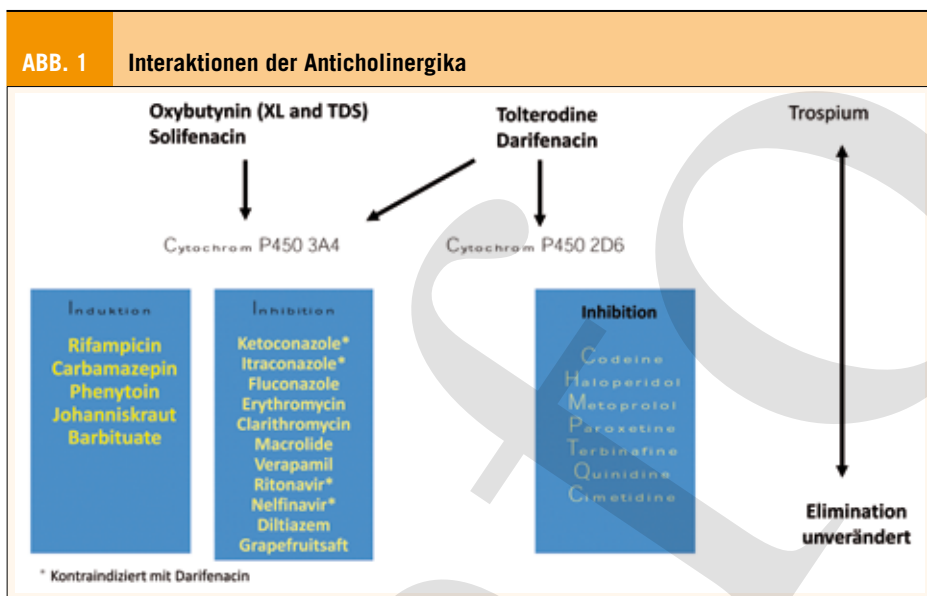 ABB. 1 Interaktionen der Anticholinergika
Oxybutynin (XL and TDS)
Solifenacin
Tolterodine
Darifenacin
Trospium
Cytochrom P450 3A4
Cytochrom P450 2D6
Induktion
Rifampicin
Carbamazepin
Phenytoin
Johanniskraut
Barbituate
Inhibition
Ketoconazole*
Itraconazole*
Fluconazole
Erythromycin
Clarithromycin
Macrolide
Verapamil
Ritonavir*
Nelfinavir*
Diltiazem
Grapefruitsaft
Inhibition
Codeine
Haloperidol
Metoprolol
Paroxetine
Terbinafine
Quinidine
Cimetidine
Elimination
unverändert
* Kontraindiziert mit Darifenacin